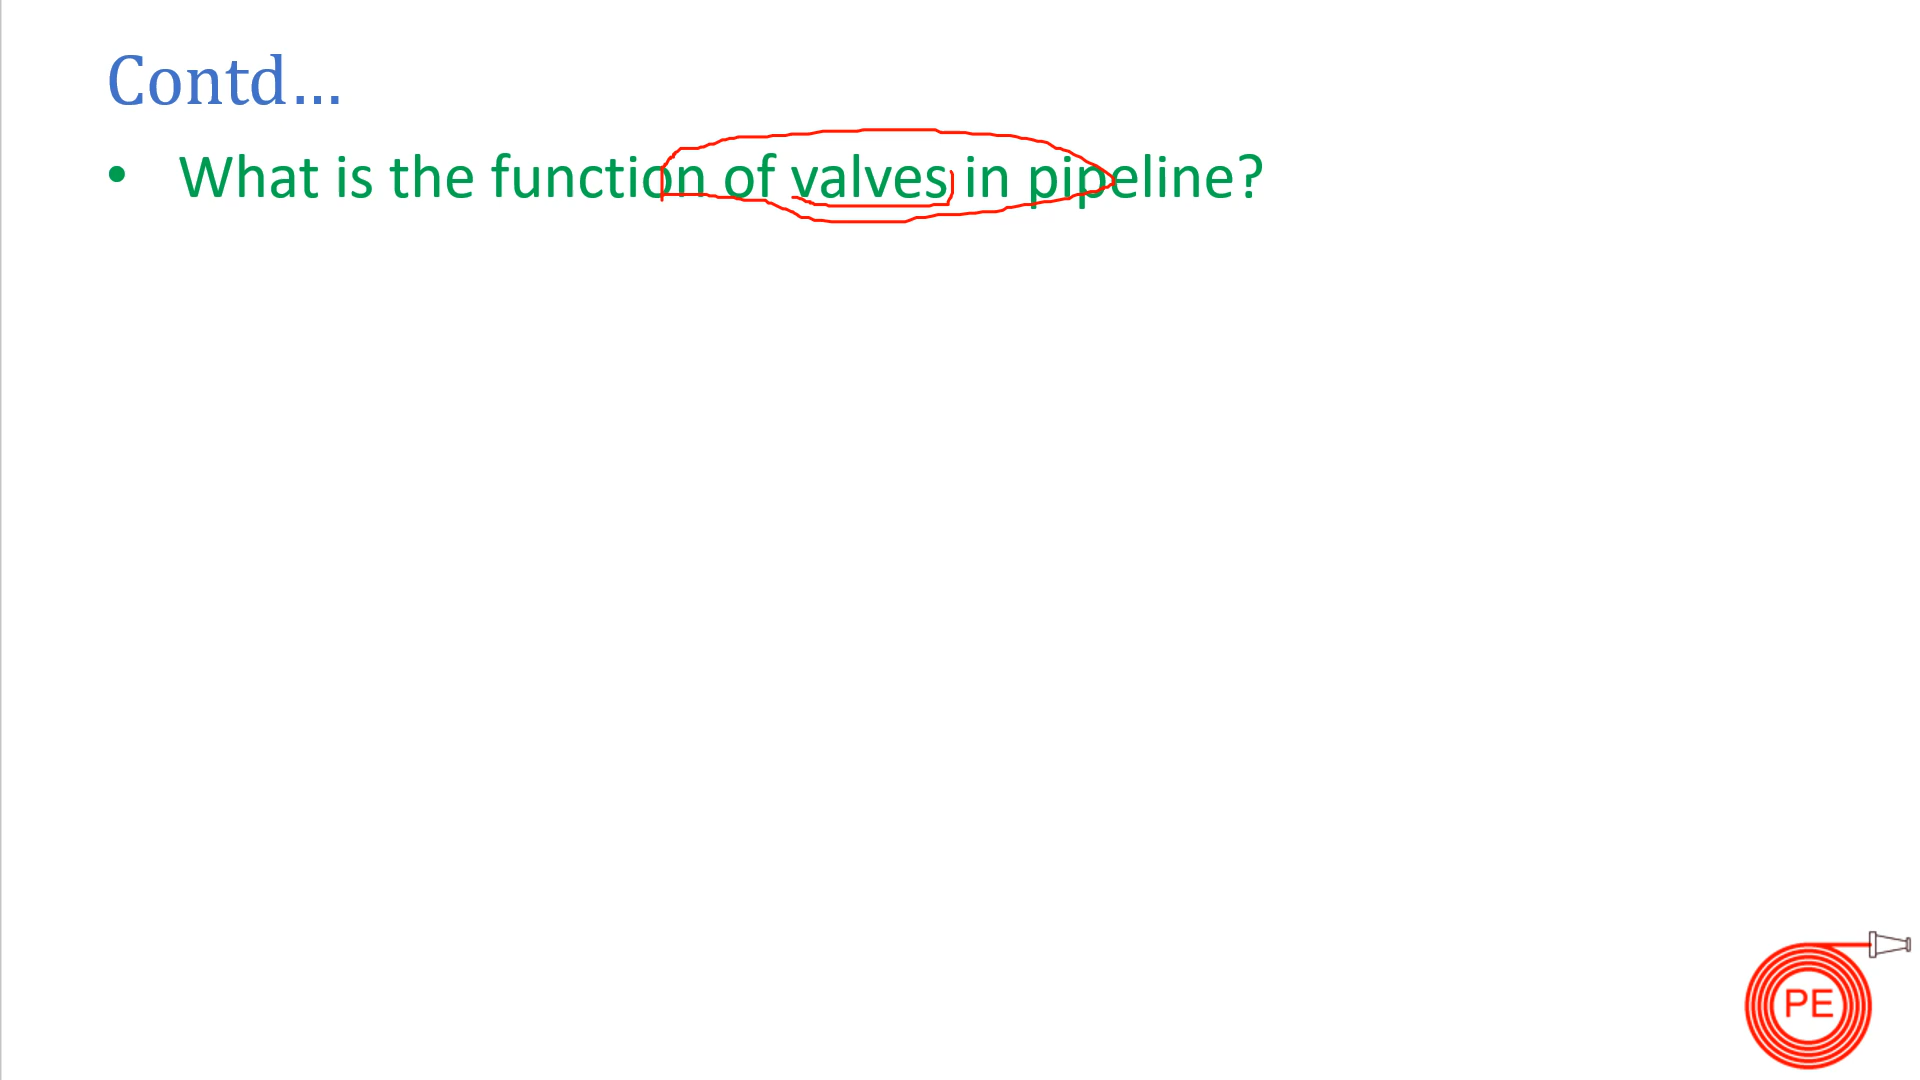 Contd...
• What is the function of valves in pipeline?
PE